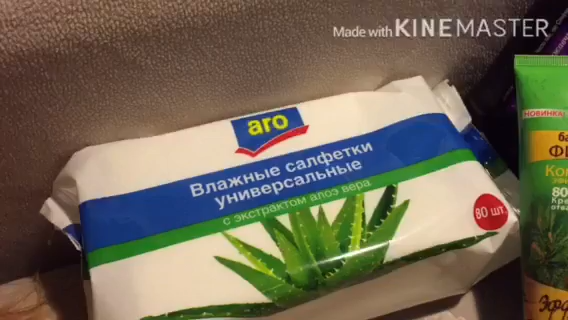 Made with KINEMASTER
aro
Влажные салфетки
универсальные
с экстрактом алоэ вера
80 шт.
НОВИНКА!
80